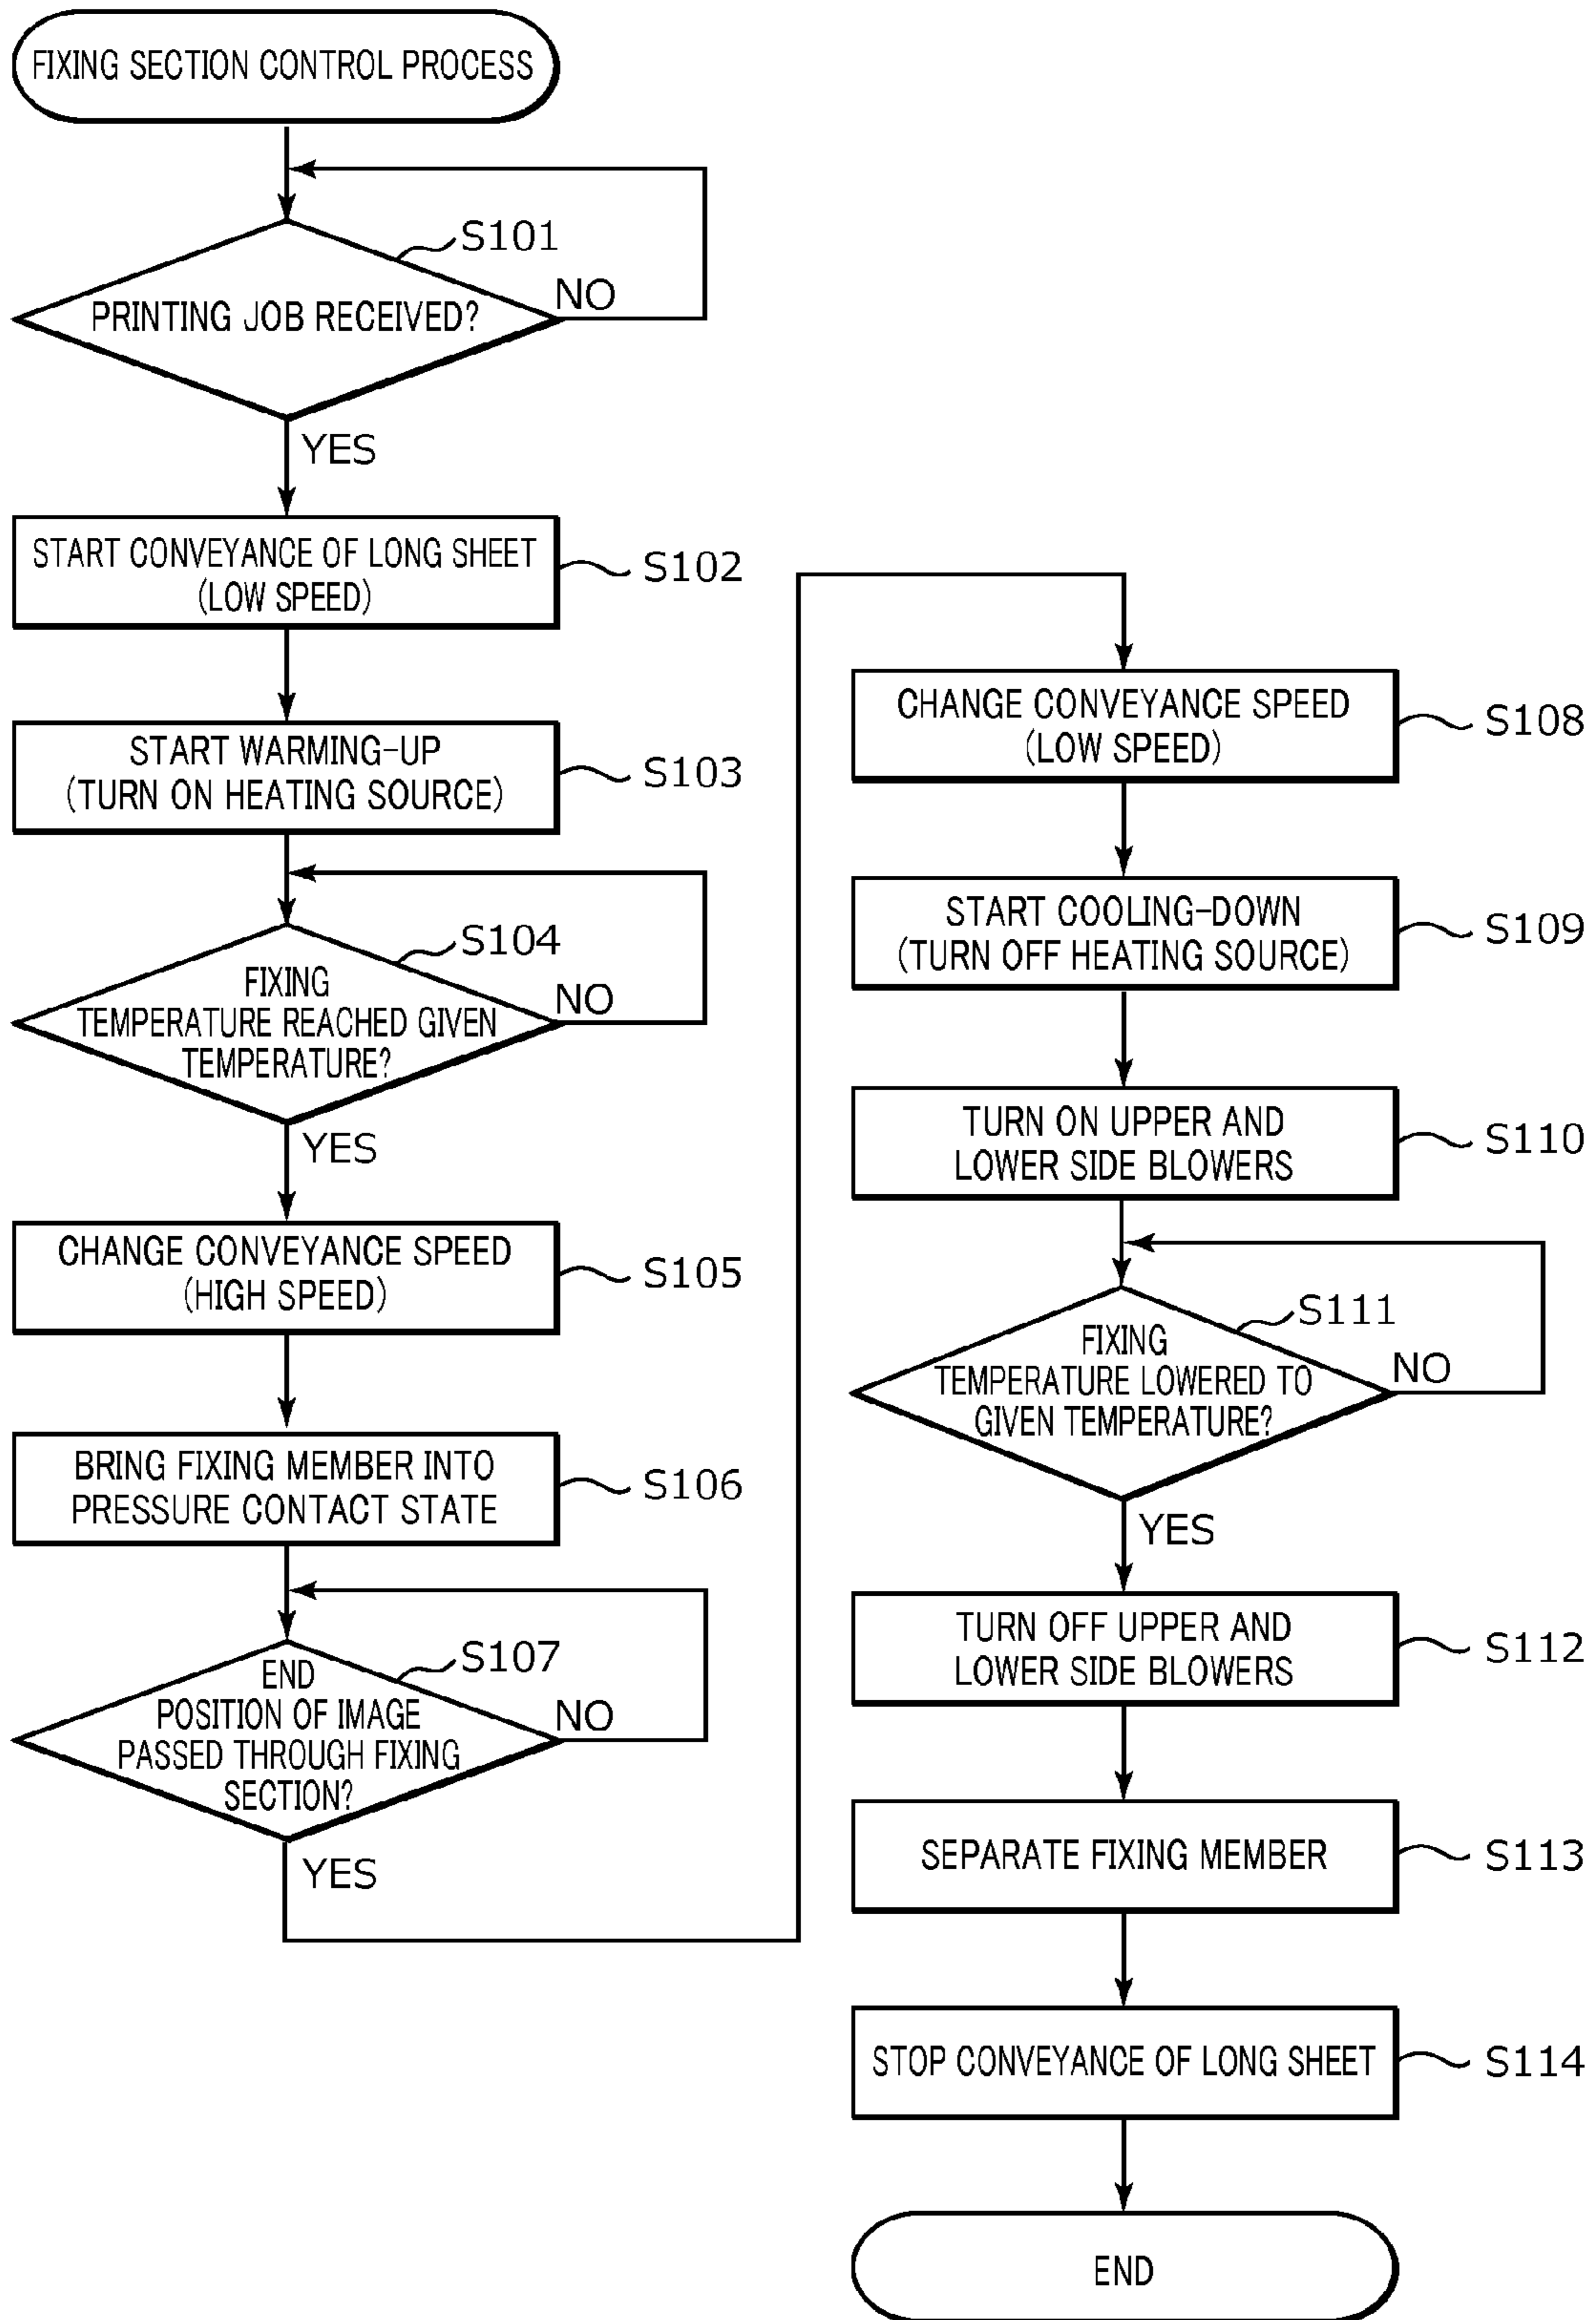 FIXING SECTION CONTROL PROCESS
S101
PRINTING JOB RECEIVED?
NO
YES
START CONVEYANCE OF LONG SHEET
(LOW SPEED)
S102
START WARMING-UP
(TURN ON HEATING SOURCE)
S103
S104
FIXING
TEMPERATURE REACHED GIVEN
TEMPERATURE?
NO
YES
CHANGE CONVEYANCE SPEED
(HIGH SPEED)
S105
BRING FIXING MEMBER INTO
PRESSURE CONTACT STATE
S106
S107
END
POSITION OF IMAGE
PASSED THROUGH FIXING
SECTION?
NO
YES
CHANGE CONVEYANCE SPEED
(LOW SPEED)
S108
START COOLING-DOWN
(TURN OFF HEATING SOURCE)
S109
TURN ON UPPER AND
LOWER SIDE BLOWERS
S110
S111
FIXING
TEMPERATURE LOWERED TO
GIVEN TEMPERATURE?
NO
YES
TURN OFF UPPER AND
LOWER SIDE BLOWERS
S112
SEPARATE FIXING MEMBER
S113
STOP CONVEYANCE OF LONG SHEET
S114
END